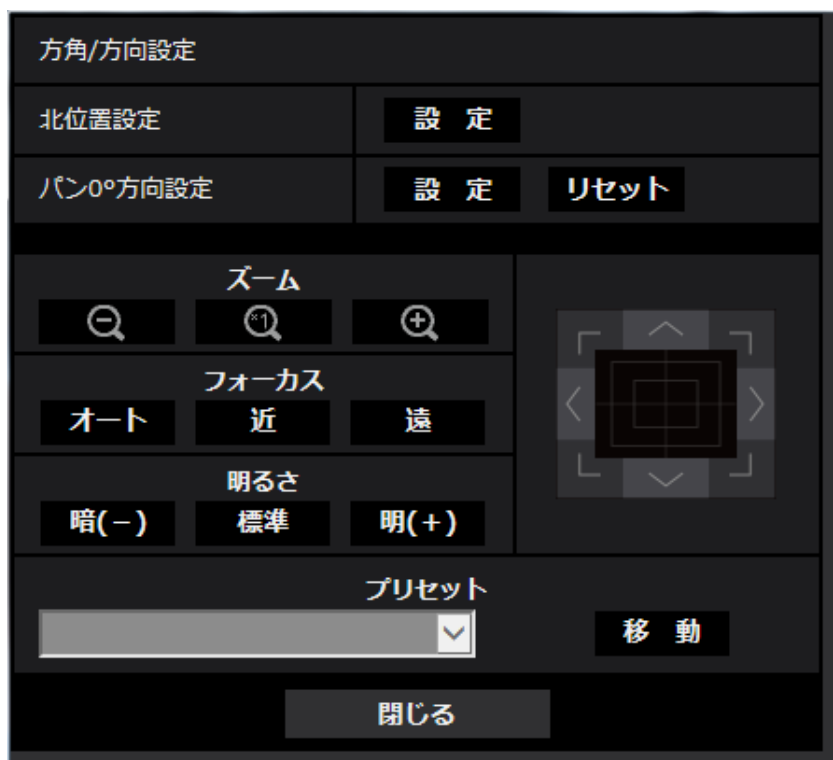 方角/方向設定
北位置設定 設 定
パン0°方向設定 設 定 リセット
ズーム
×1
フォーカス
オート 近 遠
明るさ
暗(－) 標準 明(+)
プリセット
移 動
閉じる